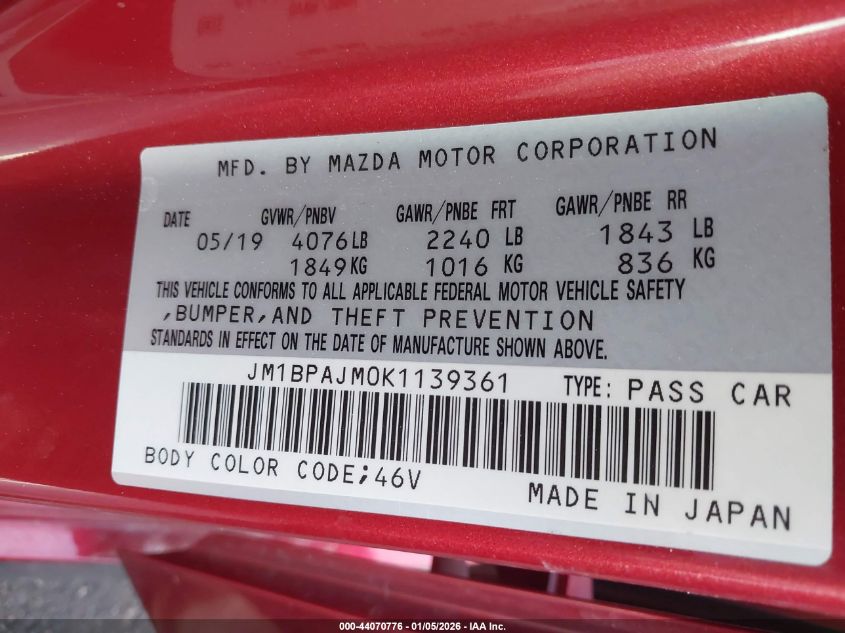 MFD. BY MAZDA MOTOR CORPORATION
DATE GVWR/PNBV GAWR/PNBE FRT GAWR/PNBE RR
05/19 4076LB 2240 LB 1843 LB
1849KG 1016 KG 836 KG
THIS VEHICLE CONFORMS TO ALL APPLICABLE FEDERAL MOTOR VEHICLE SAFETY
,BUMPER,AND THEFT PREVENTION
STANDARDS IN EFFECT ON THE DATE OF MANUFACTURE SHOWN ABOVE.
JM1BPAJM0K1139361 TYPE: PASS CAR
BODY COLOR CODE;46V
MADE IN JAPAN
000-44070776 - 01/05/2026 - IAA Inc.